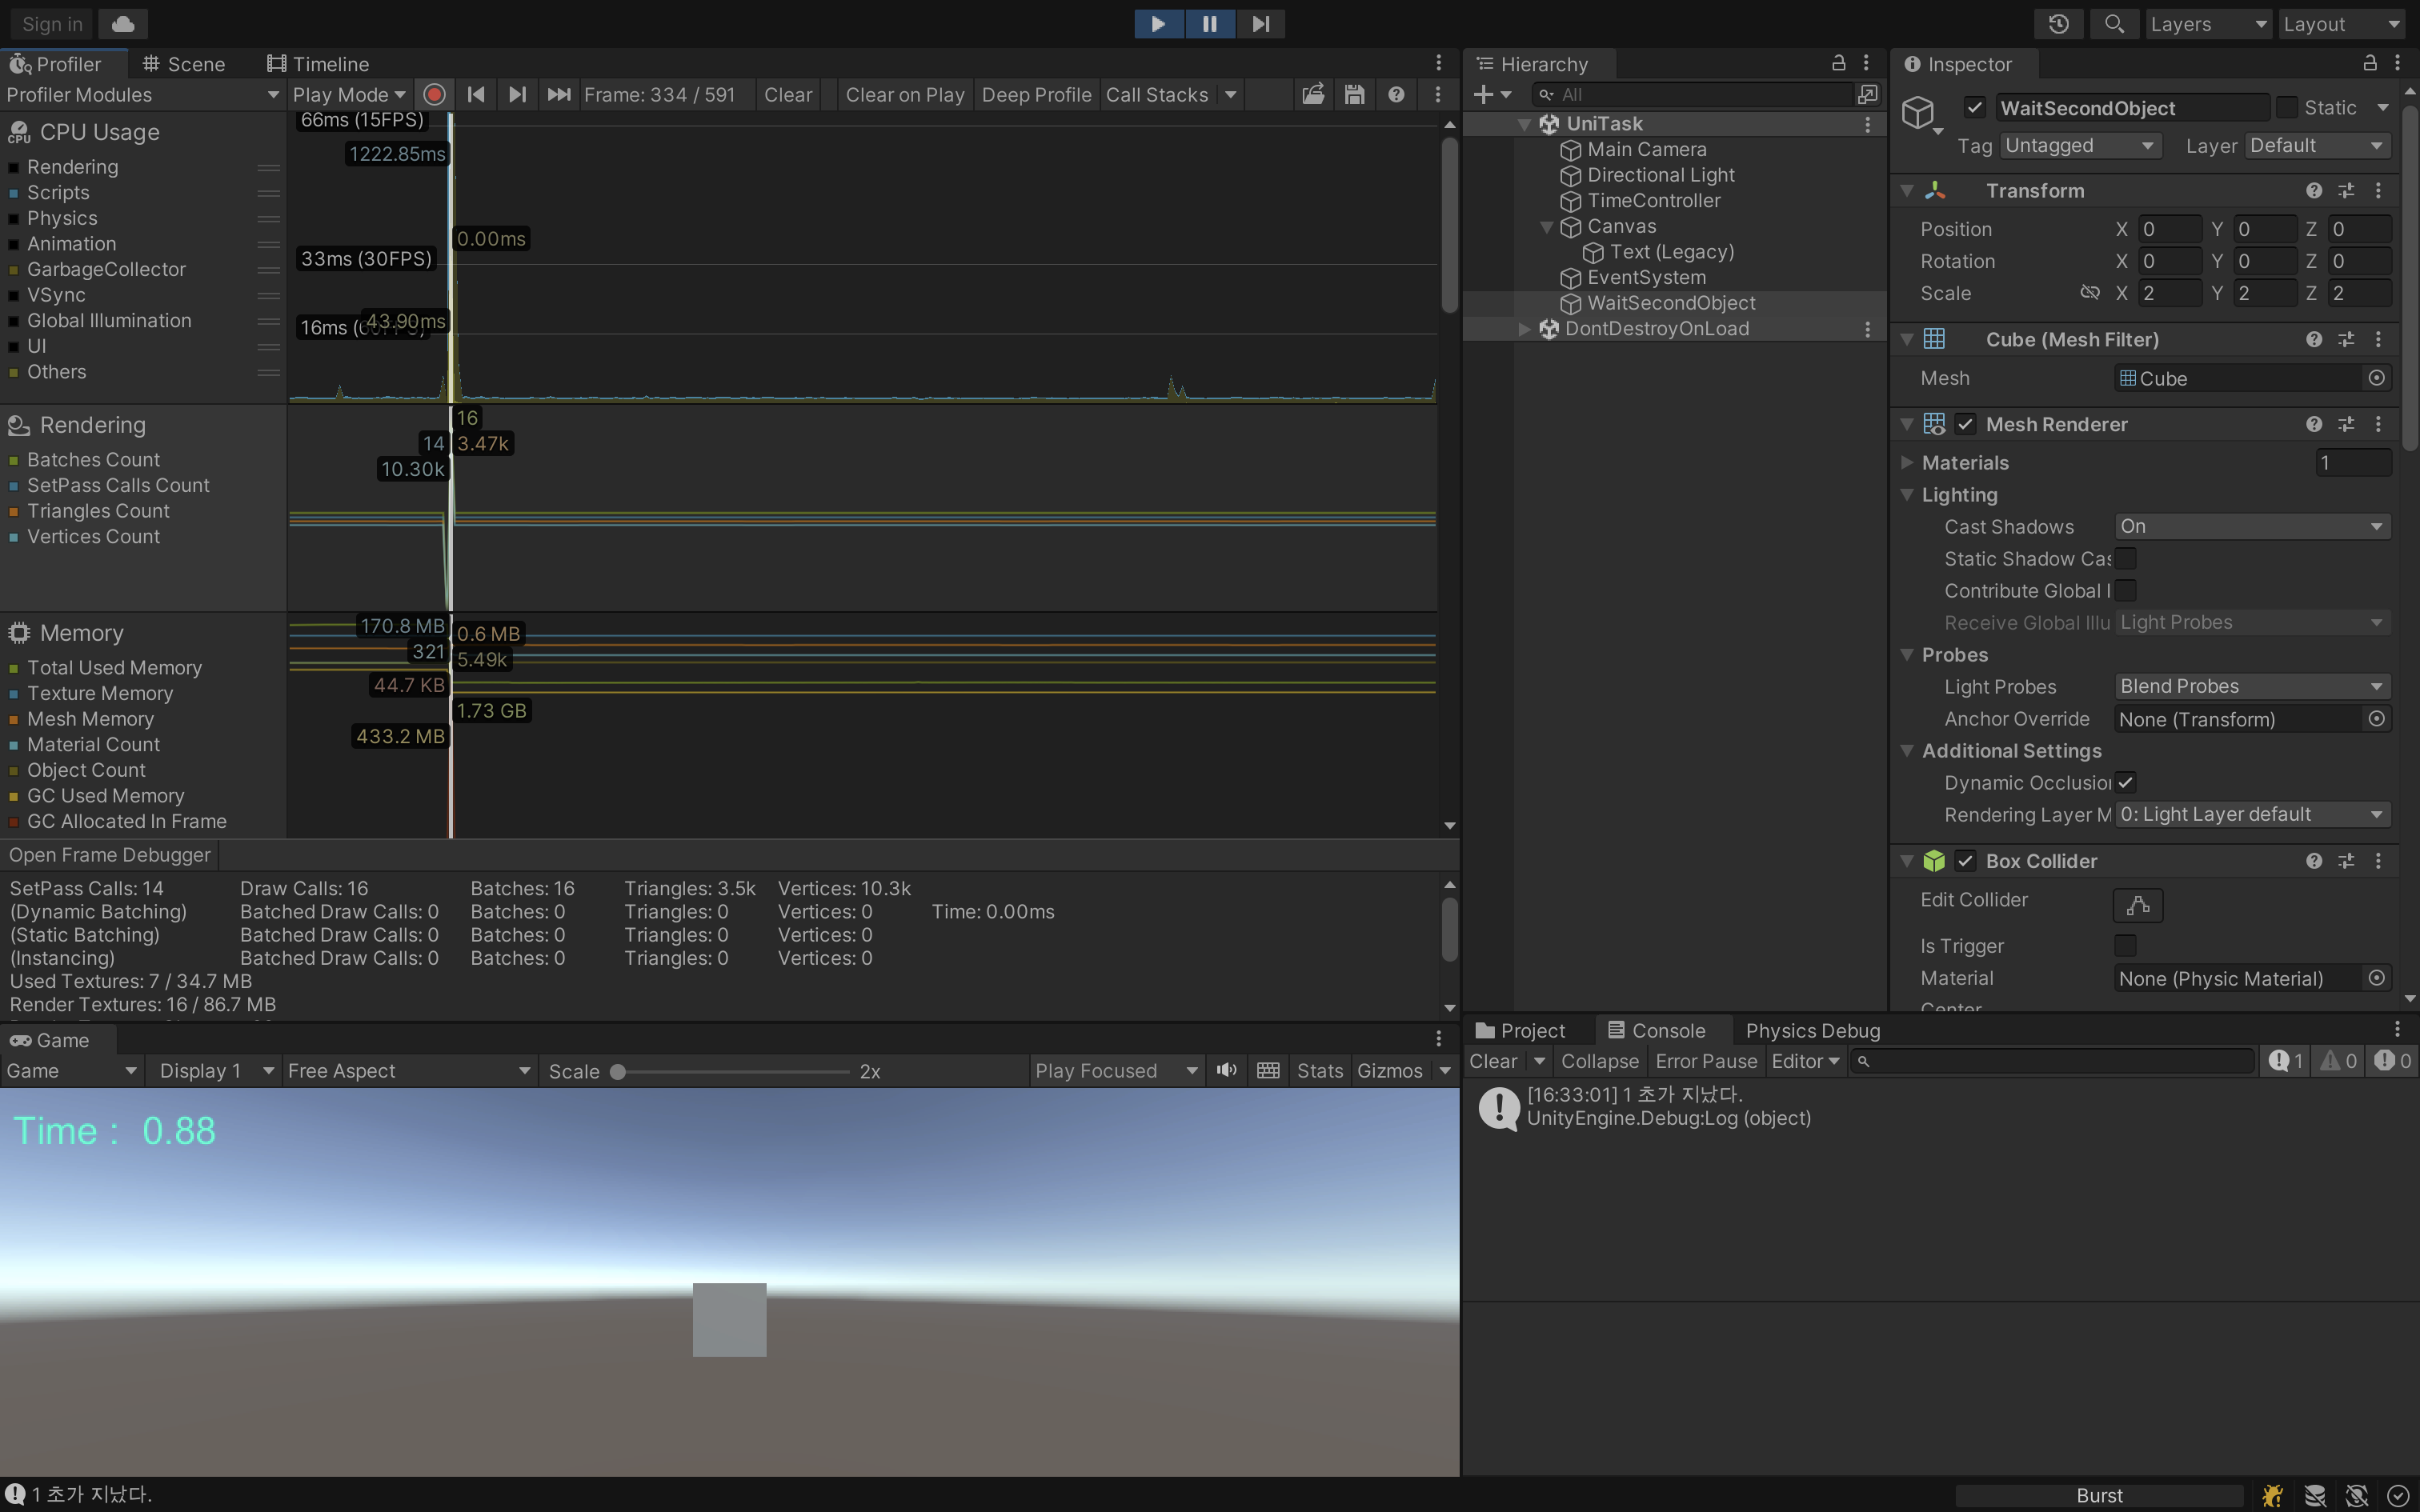 Sign in
Layers
Layout
Profiler Scene Timeline
Profiler Modules Play Mode Frame: 334 / 591 Clear Clear on Play Deep Profile Call Stacks
CPU Usage
Rendering
Scripts
Physics
Animation
GarbageCollector
VSync
Global Illumination
UI
Others
66ms (15FPS)
1222.85ms
0.00ms
33ms (30FPS)
43.90ms
16ms
Rendering
Batches Count
SetPass Calls Count
Triangles Count
Vertices Count
16
14 3.47k
10.30k
Memory
Total Used Memory
Texture Memory
Mesh Memory
Material Count
Object Count
GC Used Memory
GC Allocated In Frame
170.8 MB 0.6 MB
321 5.49k
44.7 KB
1.73 GB
433.2 MB
Open Frame Debugger
SetPass Calls: 14 Draw Calls: 16 Batches: 16 Triangles: 3.5k Vertices: 10.3k
(Dynamic Batching) Batched Draw Calls: 0 Batches: 0 Triangles: 0 Vertices: 0 Time: 0.00ms
(Static Batching) Batched Draw Calls: 0 Batches: 0 Triangles: 0 Vertices: 0
(Instancing) Batched Draw Calls: 0 Batches: 0 Triangles: 0 Vertices: 0
Used Textures: 7 / 34.7 MB
Render Textures: 16 / 86.7 MB
Game
Game Display 1 Free Aspect Scale 2x Play Focused Stats Gizmos
Time : 0.88
Hierarchy
All
UniTask
Main Camera
Directional Light
TimeController
Canvas
Text (Legacy)
EventSystem
WaitSecondObject
DontDestroyOnLoad
Inspector
WaitSecondObject Static
Tag Untagged Layer Default
Transform
Position X 0 Y 0 Z 0
Rotation X 0 Y 0 Z 0
Scale X 2 Y 2 Z 2
Cube (Mesh Filter)
Mesh Cube
Mesh Renderer
Materials 1
Lighting
Cast Shadows On
Static Shadow Cas
Contribute Global I
Receive Global Illu Light Probes
Probes
Light Probes Blend Probes
Anchor Override None (Transform)
Additional Settings
Dynamic Occlusion
Rendering Layer M 0: Light Layer default
Box Collider
Edit Collider
Is Trigger
Material None (Physic Material)
Center
Project Console Physics Debug
Clear Collapse Error Pause Editor 1 0 0
[16:33:01] 1 초가 지났다.
UnityEngine.Debug:Log (object)
1 초가 지났다.
Burst